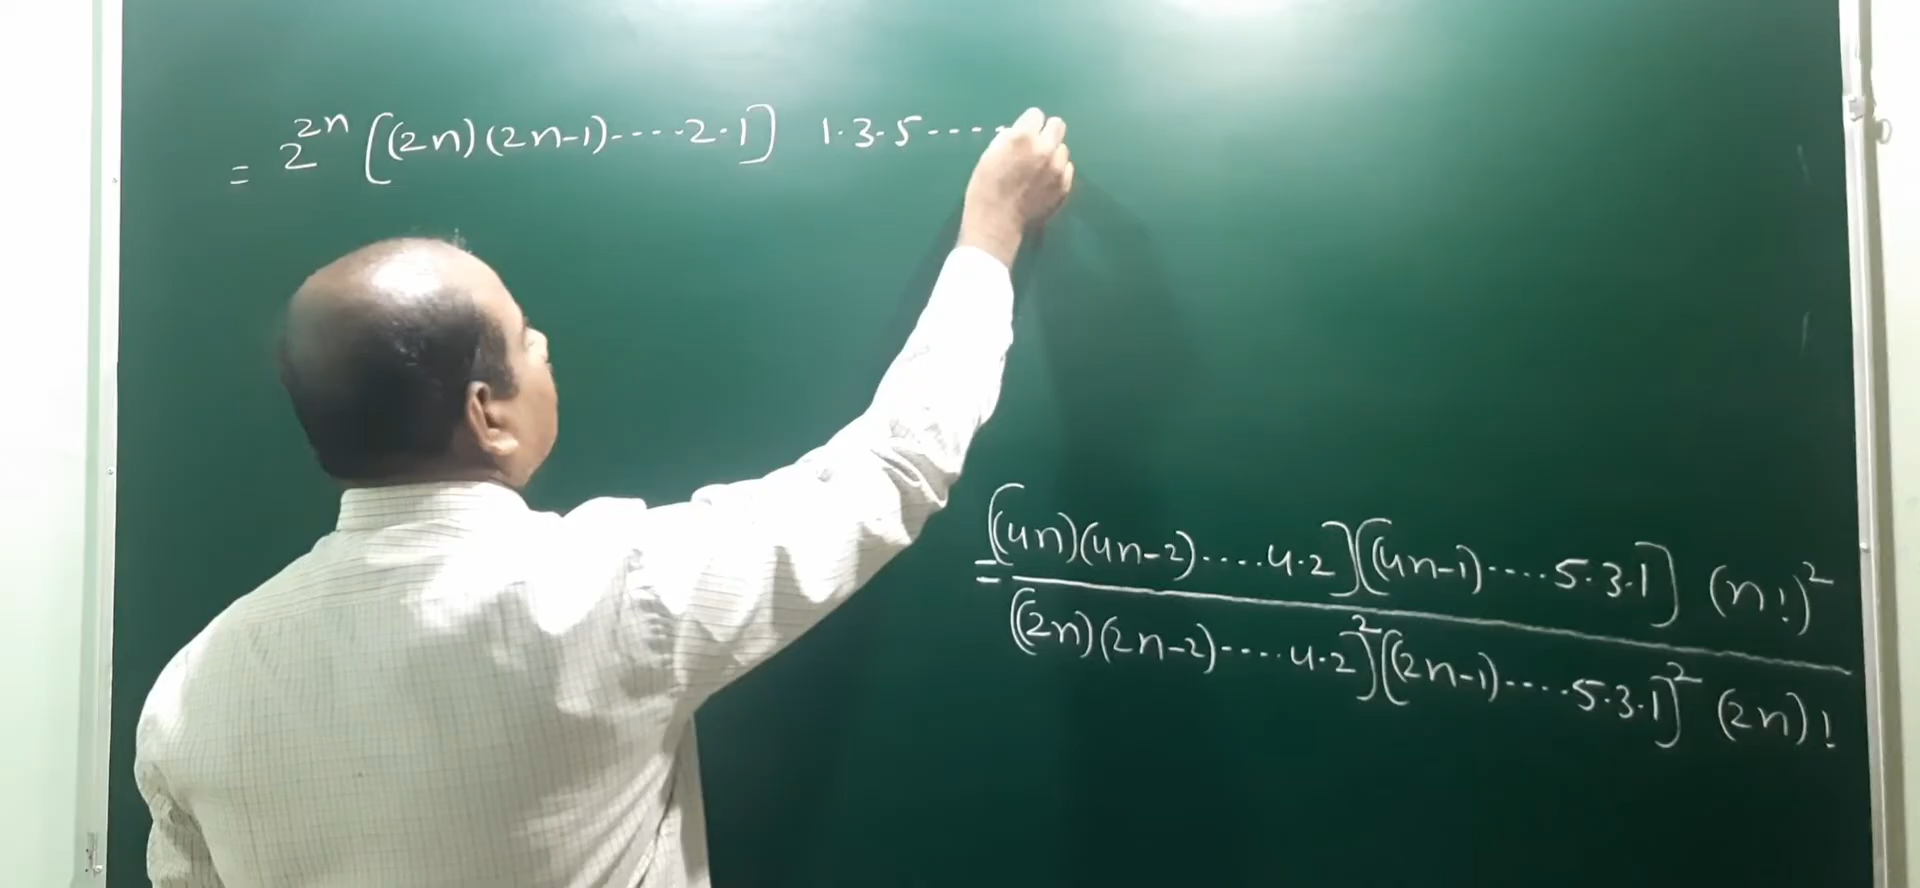 = 2^{2n} [(2n)(2n-1)----2·1] 1·3·5----
= [(4n)(4n-2)....4·2][(4n-1)....5·3·1] (n!)^2
[(2n)(2n-2)....4·2]^2 [(2n-1)....5·3·1]^2 (2n)!